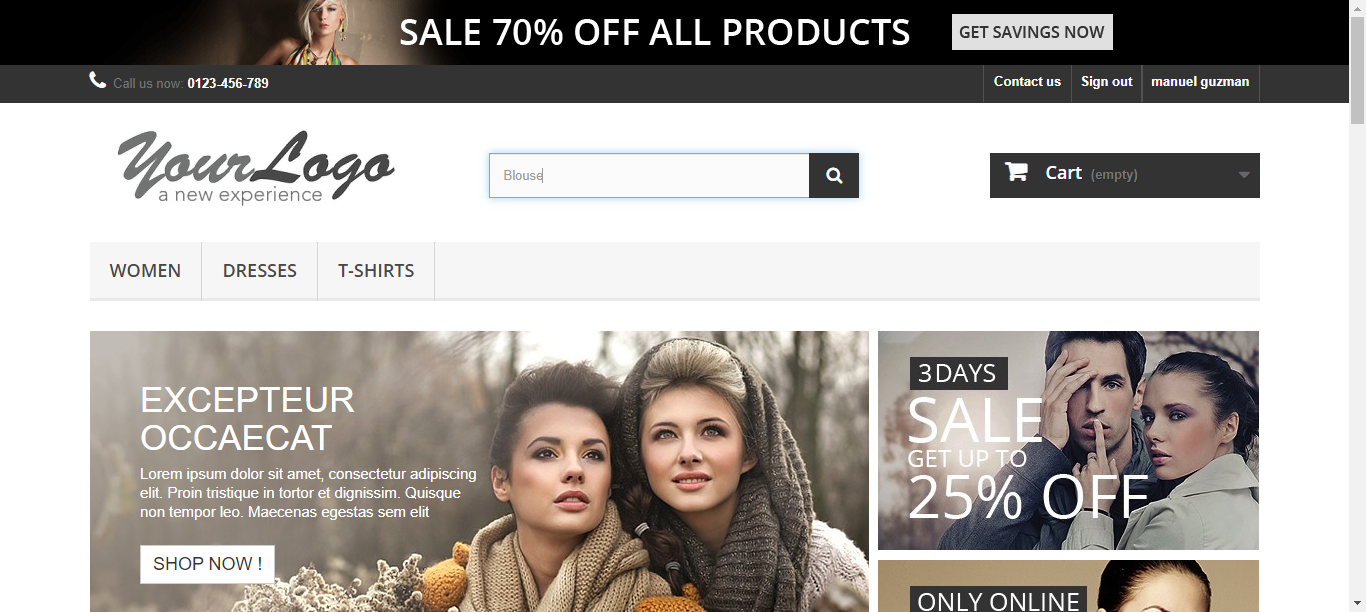 SALE 70% OFF ALL PRODUCTS
GET SAVINGS NOW
Call us now: 0123-456-789
Contact us
Sign out
manuel guzman
YourLogo
a new experience
Blouse
Cart (empty)
WOMEN
DRESSES
T-SHIRTS
EXCEPTEUR
OCCAECAT
Lorem ipsum dolor sit amet, consectetur adipiscing
elit. Proin tristique in tortor et dignissim. Quisque
non tempor leo. Maecenas egestas sem elit
SHOP NOW !
3 DAYS
SALE
GET UP TO
25% OFF
ONLY ONLINE